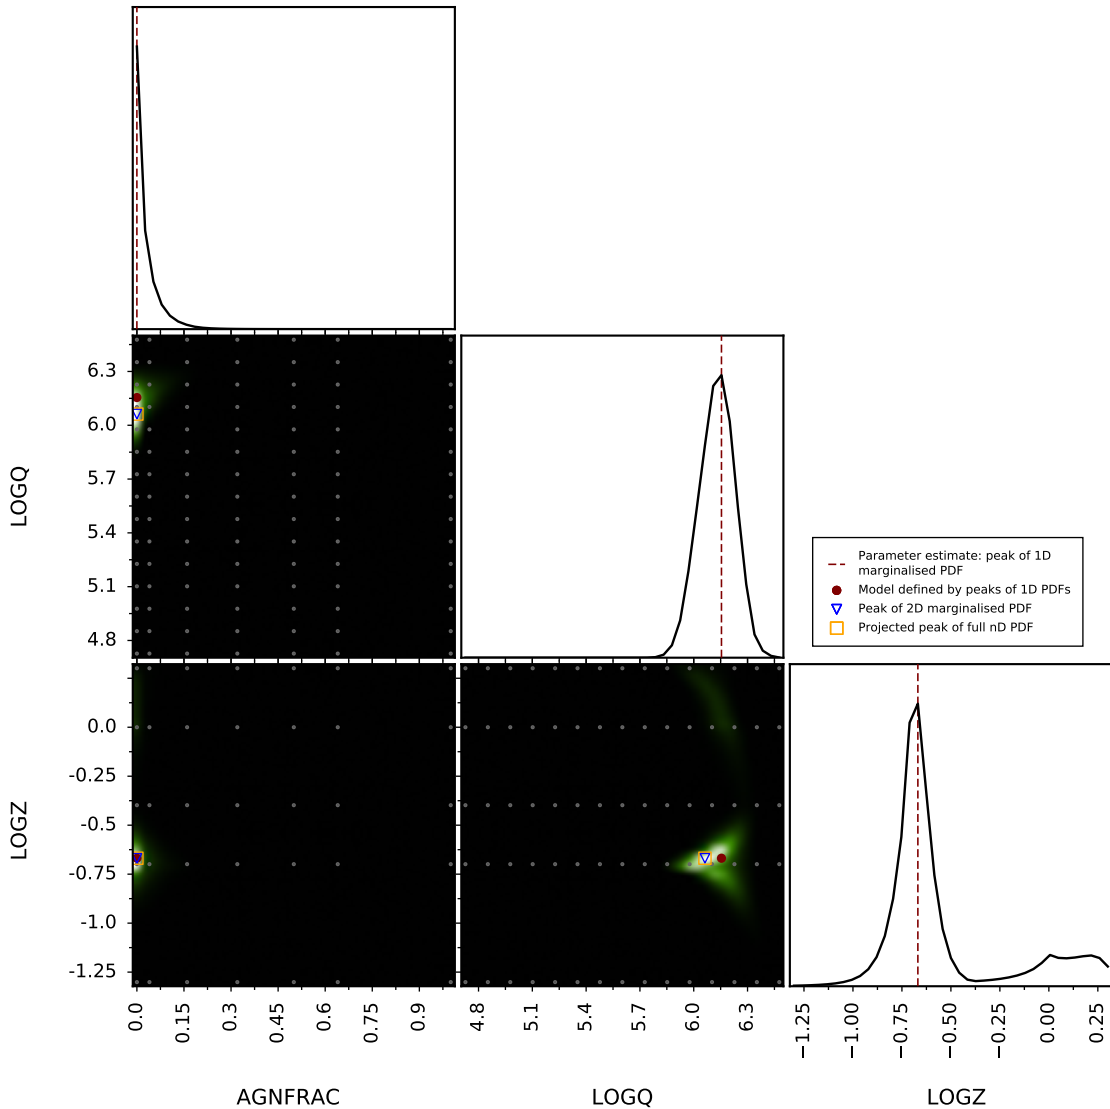 6.3
6.0
5.7
5.4
5.1
4.8
LOGQ
Parameter estimate: peak of 1D
marginalised PDF
Model defined by peaks of 1D PDFs
Peak of 2D marginalised PDF
Projected peak of full nD PDF
0.0
-0.25
-0.5
-0.75
-1.0
-1.25
LOGZ
0.0 0.15 0.3 0.45 0.6 0.75 0.9
4.8 5.1 5.4 5.7 6.0 6.3
−1.25 −1.00 −0.75 −0.50 −0.25 0.00 0.25
AGNFRAC LOGQ LOGZ